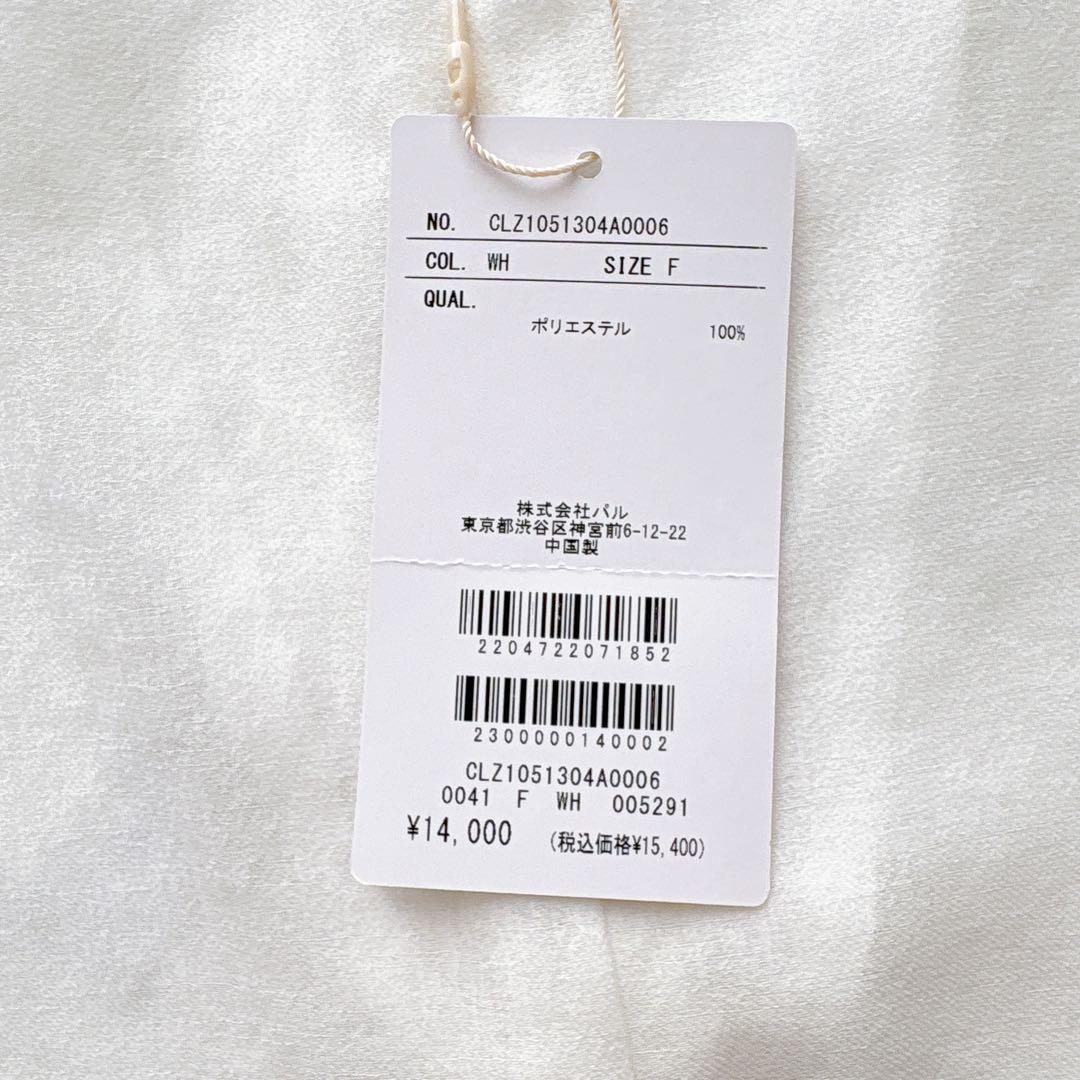 NO. CLZ1051304A0006
COL. WH SIZE F
QUAL.
ポリエステル 100%
株式会社パル
東京都渋谷区神宮前6-12-22
中国製
2204722071852
2300000140002
CLZ1051304A0006
0041 F WH 005291
¥14,000 (税込価格¥15,400)